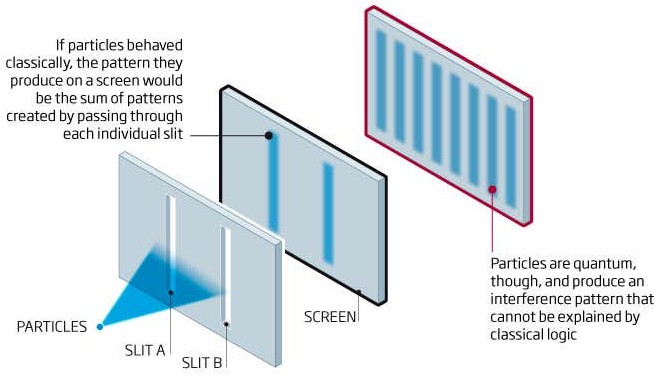 If particles behaved
classically, the pattern they
produce on a screen would
be the sum of patterns
created by passing through
each individual slit
PARTICLES
SLIT A
SLIT B
SCREEN
Particles are quantum,
though, and produce an
interference pattern that
cannot be explained by
classical logic